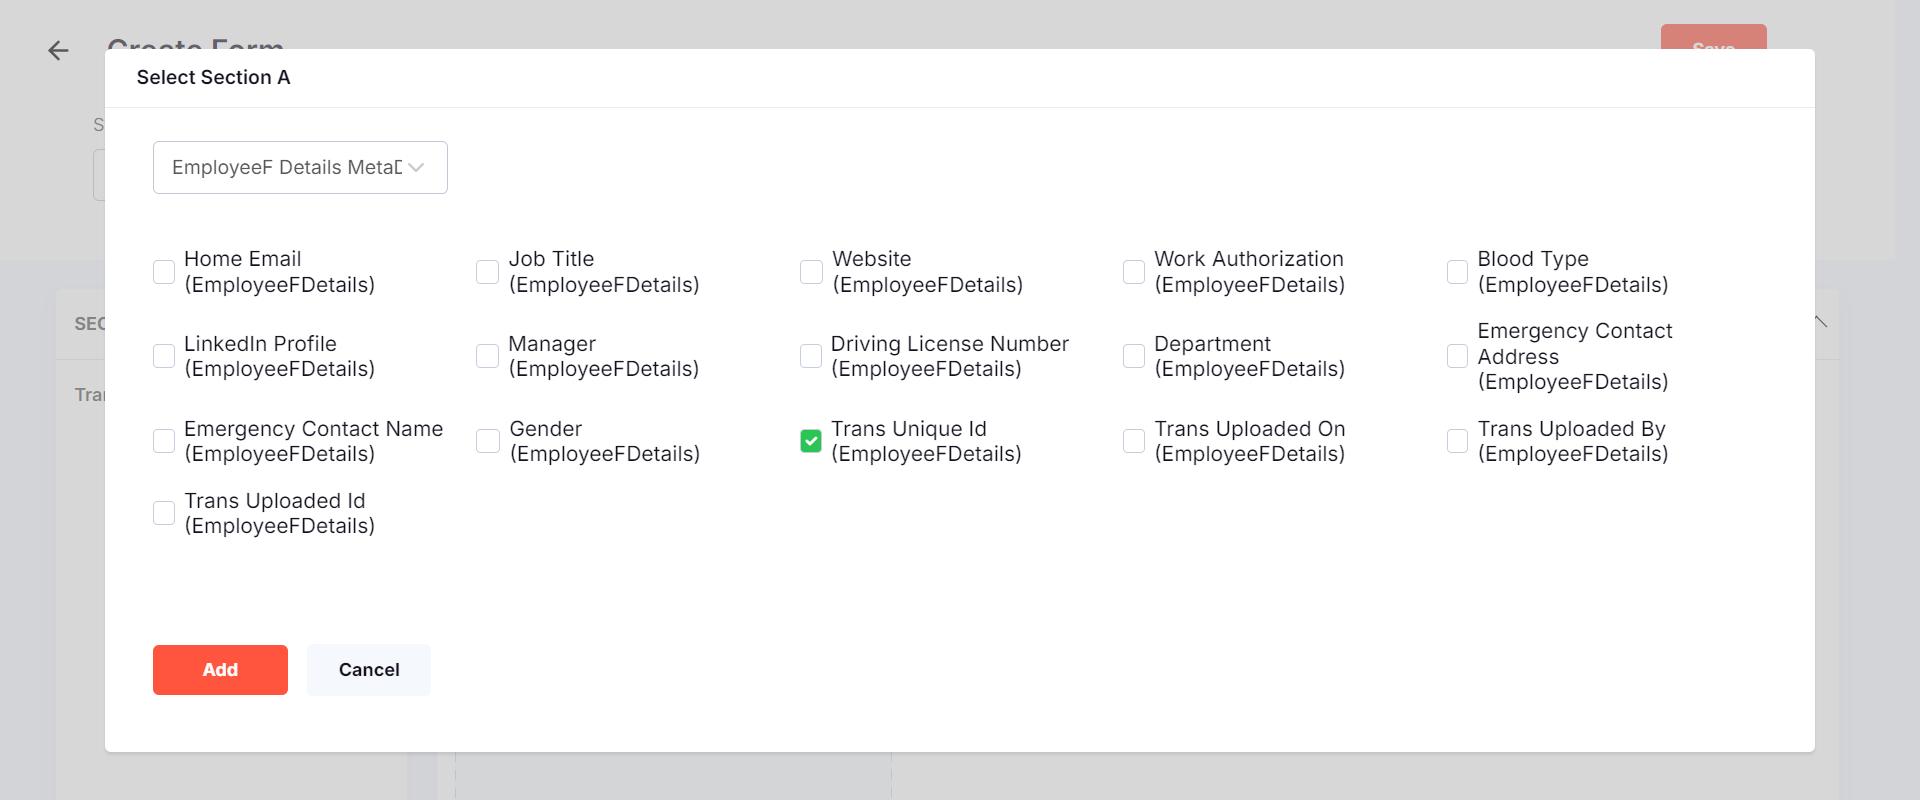 Create Form
Save
Select Section A
S
EmployeeF Details Meta
Home Email
(EmployeeFDetails)
Job Title
(EmployeeFDetails)
Website
(EmployeeFDetails)
Work Authorization
(EmployeeFDetails)
Blood Type
(EmployeeFDetails)
SEC
LinkedIn Profile
(EmployeeFDetails)
Manager
(EmployeeFDetails)
Driving License Number
(EmployeeFDetails)
Department
(EmployeeFDetails)
Emergency Contact
Address
(EmployeeFDetails)
Tra
Emergency Contact Name
(EmployeeFDetails)
Gender
(EmployeeFDetails)
Trans Unique Id
(EmployeeFDetails)
Trans Uploaded On
(EmployeeFDetails)
Trans Uploaded By
(EmployeeFDetails)
Trans Uploaded Id
(EmployeeFDetails)
Add
Cancel